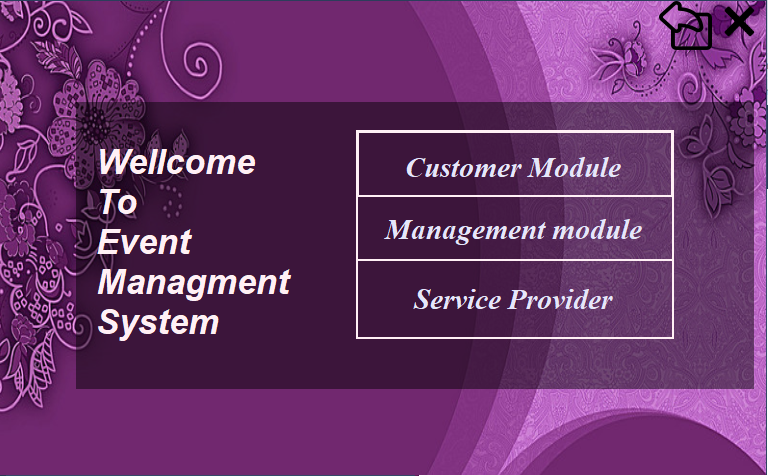 Wellcome
To
Event
Managment
System
Customer Module
Management module
Service Provider